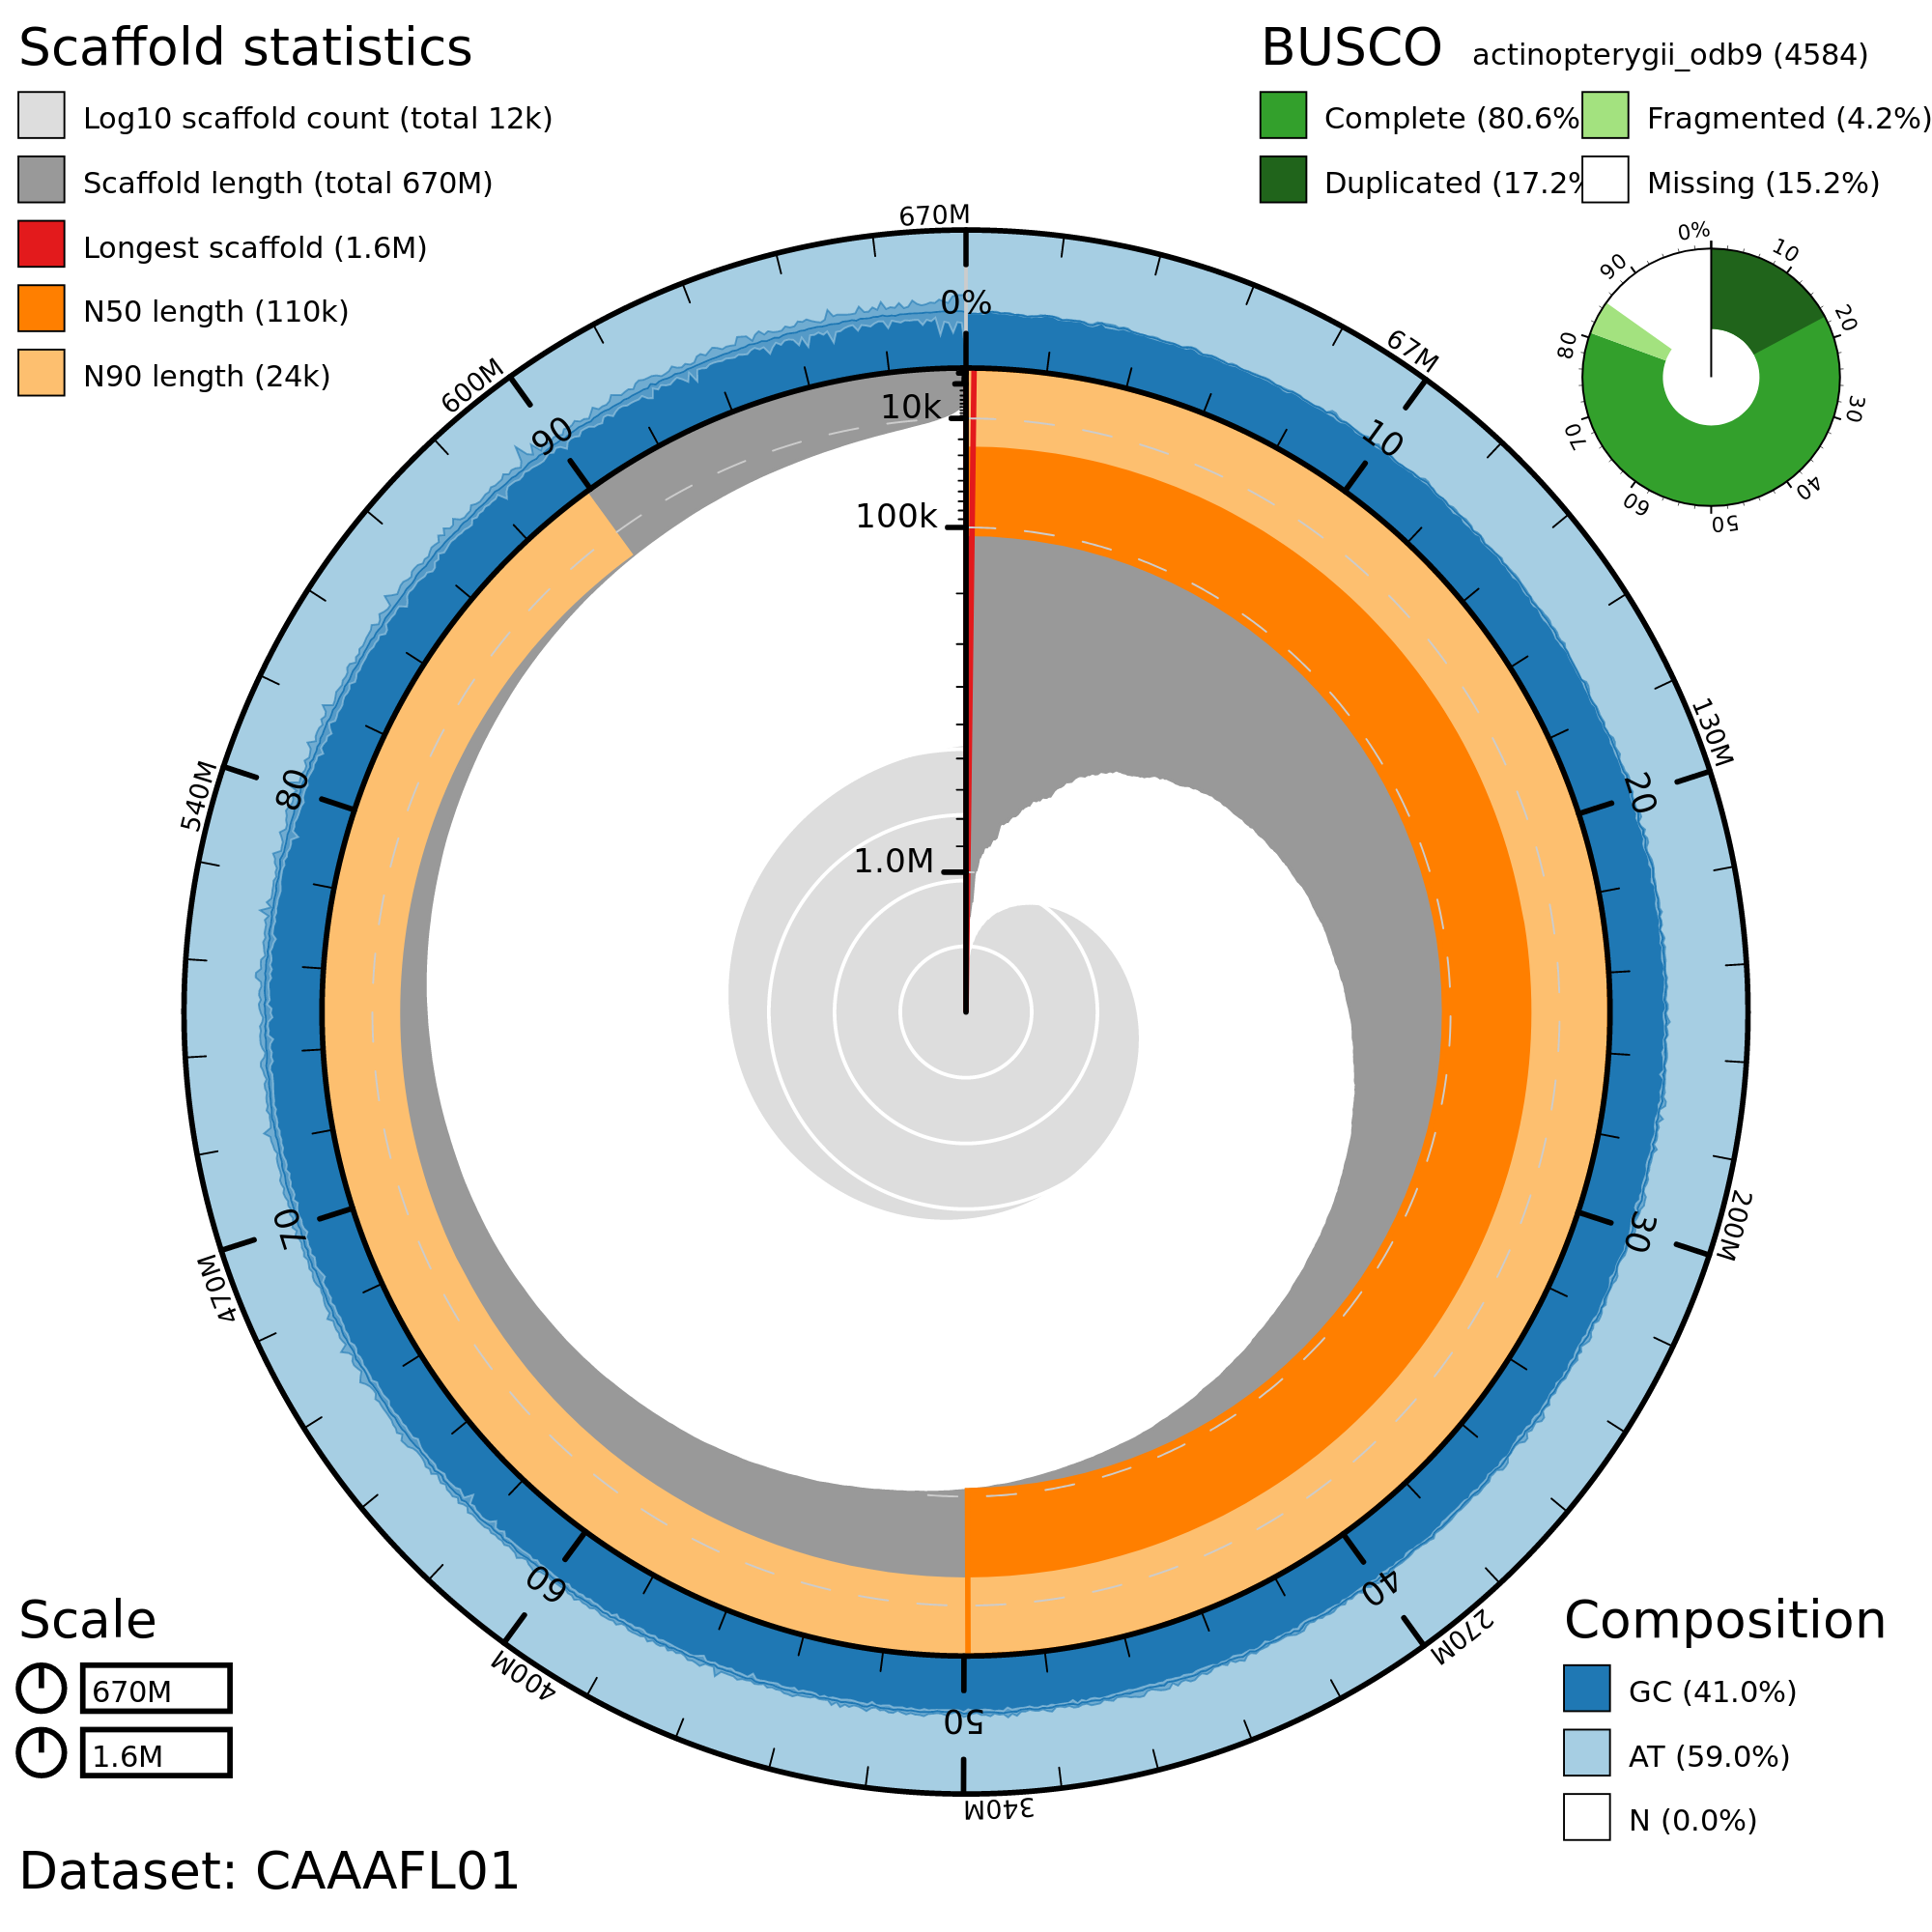 Scaffold statistics
Log10 scaffold count (total 12k)
Scaffold length (total 670M)
Longest scaffold (1.6M)
N50 length (110k)
N90 length (24k)
BUSCO actinopterygii_odb9 (4584)
Complete (80.6% Fragmented (4.2%)
Duplicated (17.2% Missing (15.2%)
0%
10
20
30
40
50
60
70
80
90
670M
67M
130M
200M
270M
340M
400M
470M
540M
600M
0%
10
20
30
40
50
60
70
80
90
10k
100k
1.0M
Scale
670M
1.6M
Composition
GC (41.0%)
AT (59.0%)
N (0.0%)
Dataset: CAAAFL01